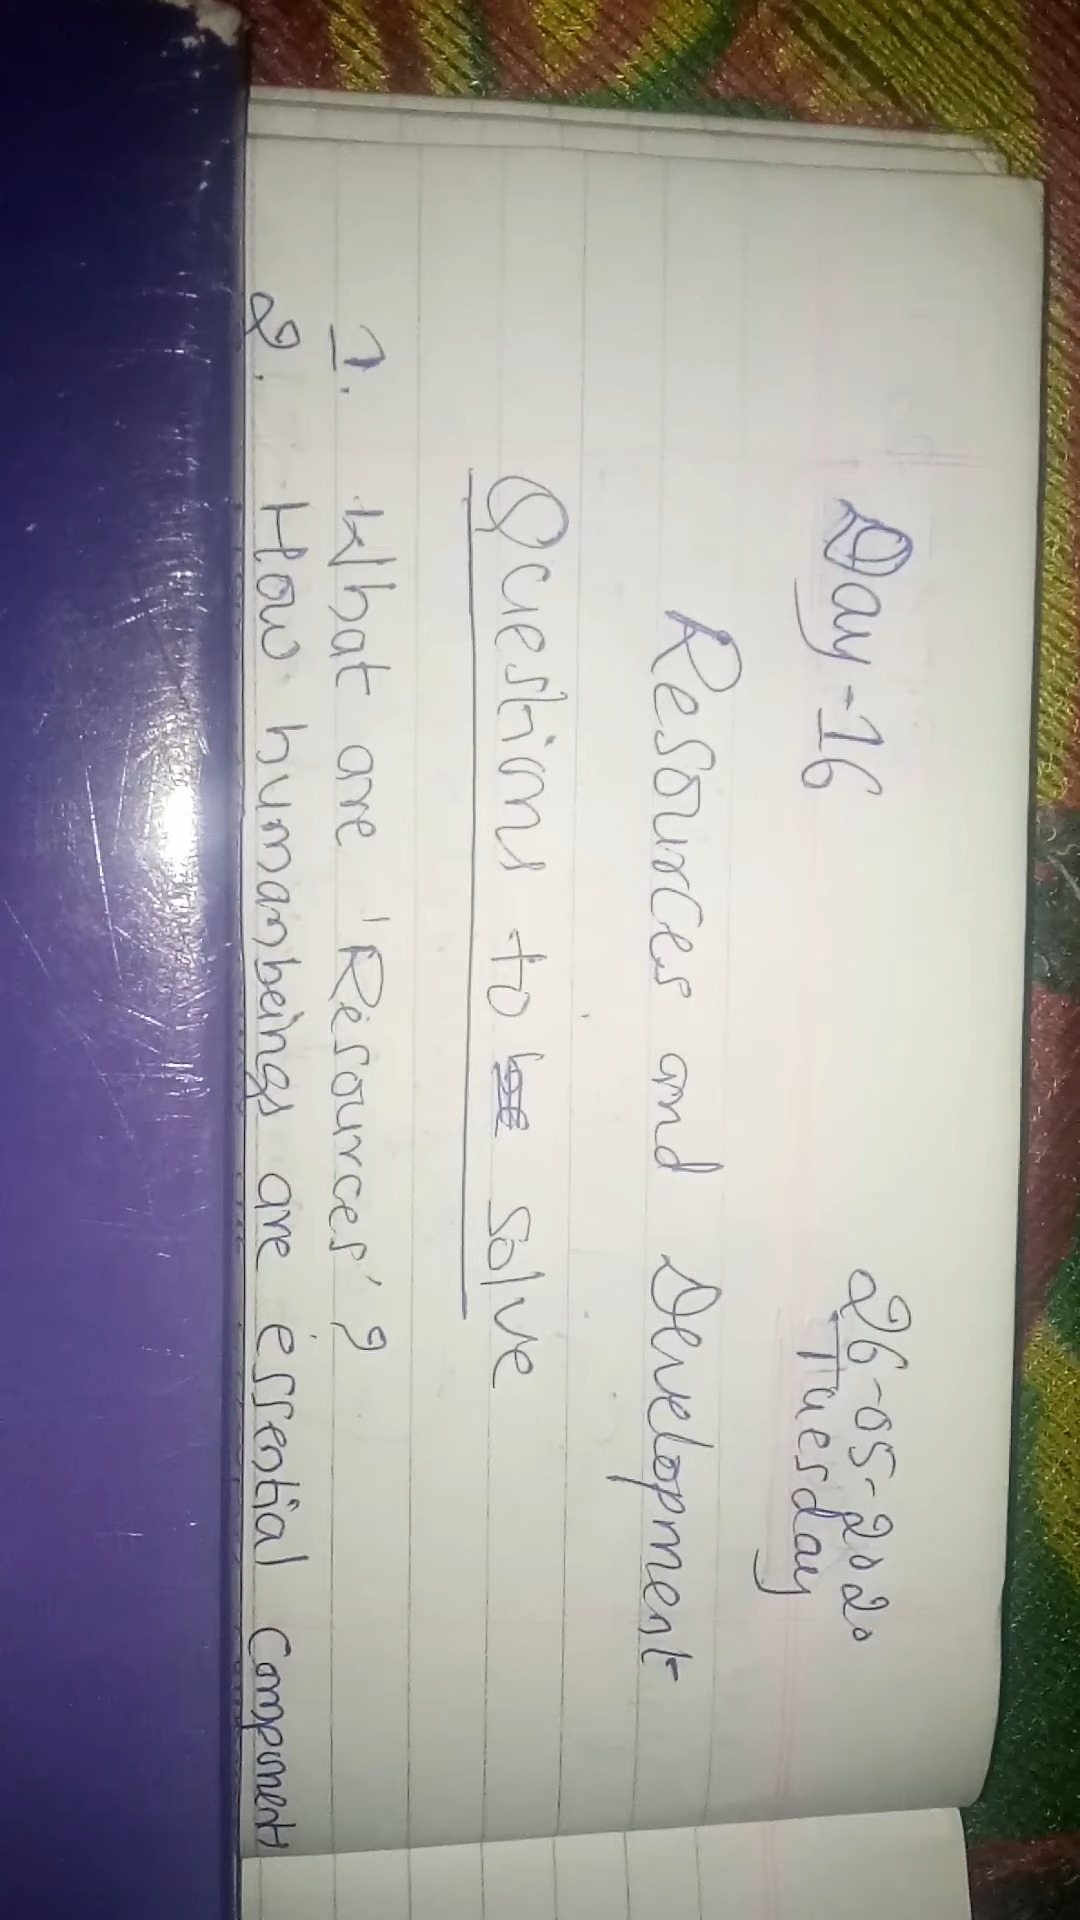 Day-16 26-05-2020
Tuesday
Resources and Development
Questions to solve
1. What are 'Resources'?
2. How humanbeings are essential Component